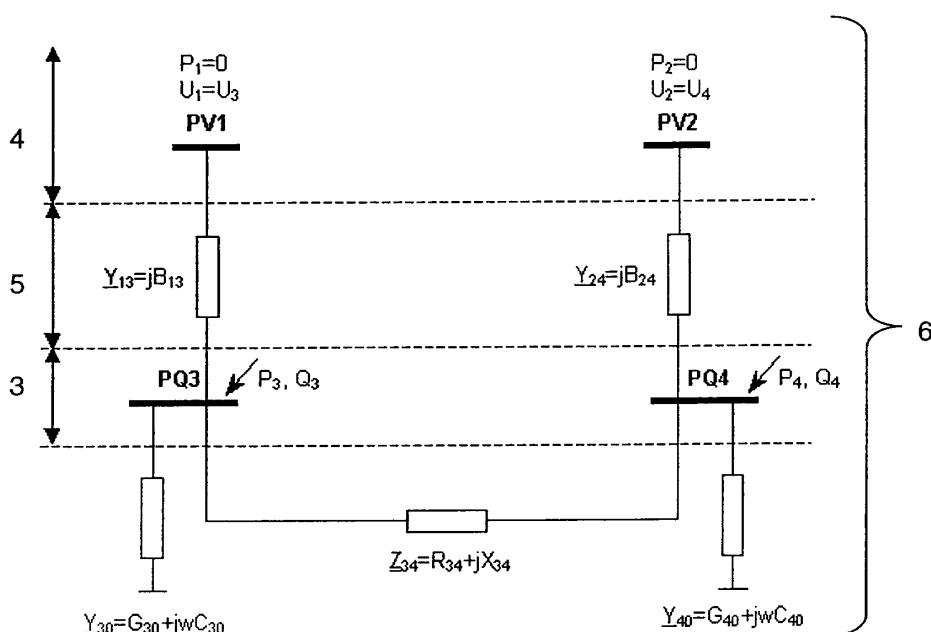 P₁=0
U₁=U₃
PV1
P₂=0
U₂=U₄
PV2
4
5
Y₁₃=jB₁₃
Y₂₄=jB₂₄
6
3
PQ3
P₃, Q₃
PQ4
P₄, Q₄
Z₃₄=R₃₄+jX₃₄
Y₃₀=G₃₀+jwC₃₀
Y₄₀=G₄₀+jwC₄₀